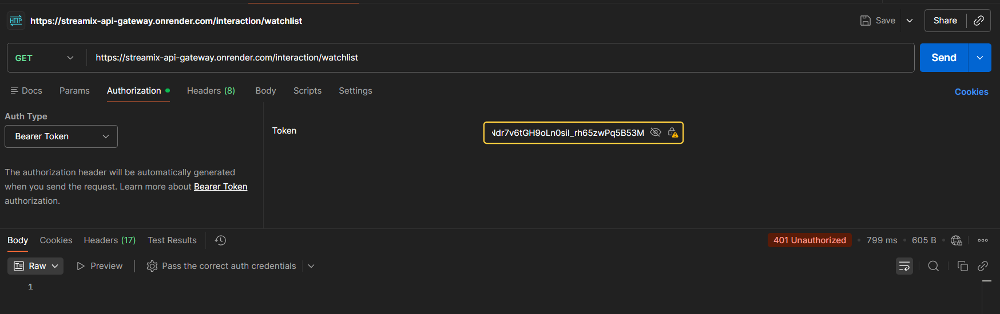 HTTP https://streamix-api-gateway.onrender.com/interaction/watchlist Save Share
GET https://streamix-api-gateway.onrender.com/interaction/watchlist Send
Docs Params Authorization Headers (8) Body Scripts Settings Cookies
Auth Type
Bearer Token
Token dr7v6tGH9oLn0siI_rh65zwPq5B53M
The authorization header will be automatically generated
when you send the request. Learn more about Bearer Token
authorization.
Body Cookies Headers (17) Test Results 401 Unauthorized • 799 ms • 605 B •
Raw Preview Pass the correct auth credentials
1